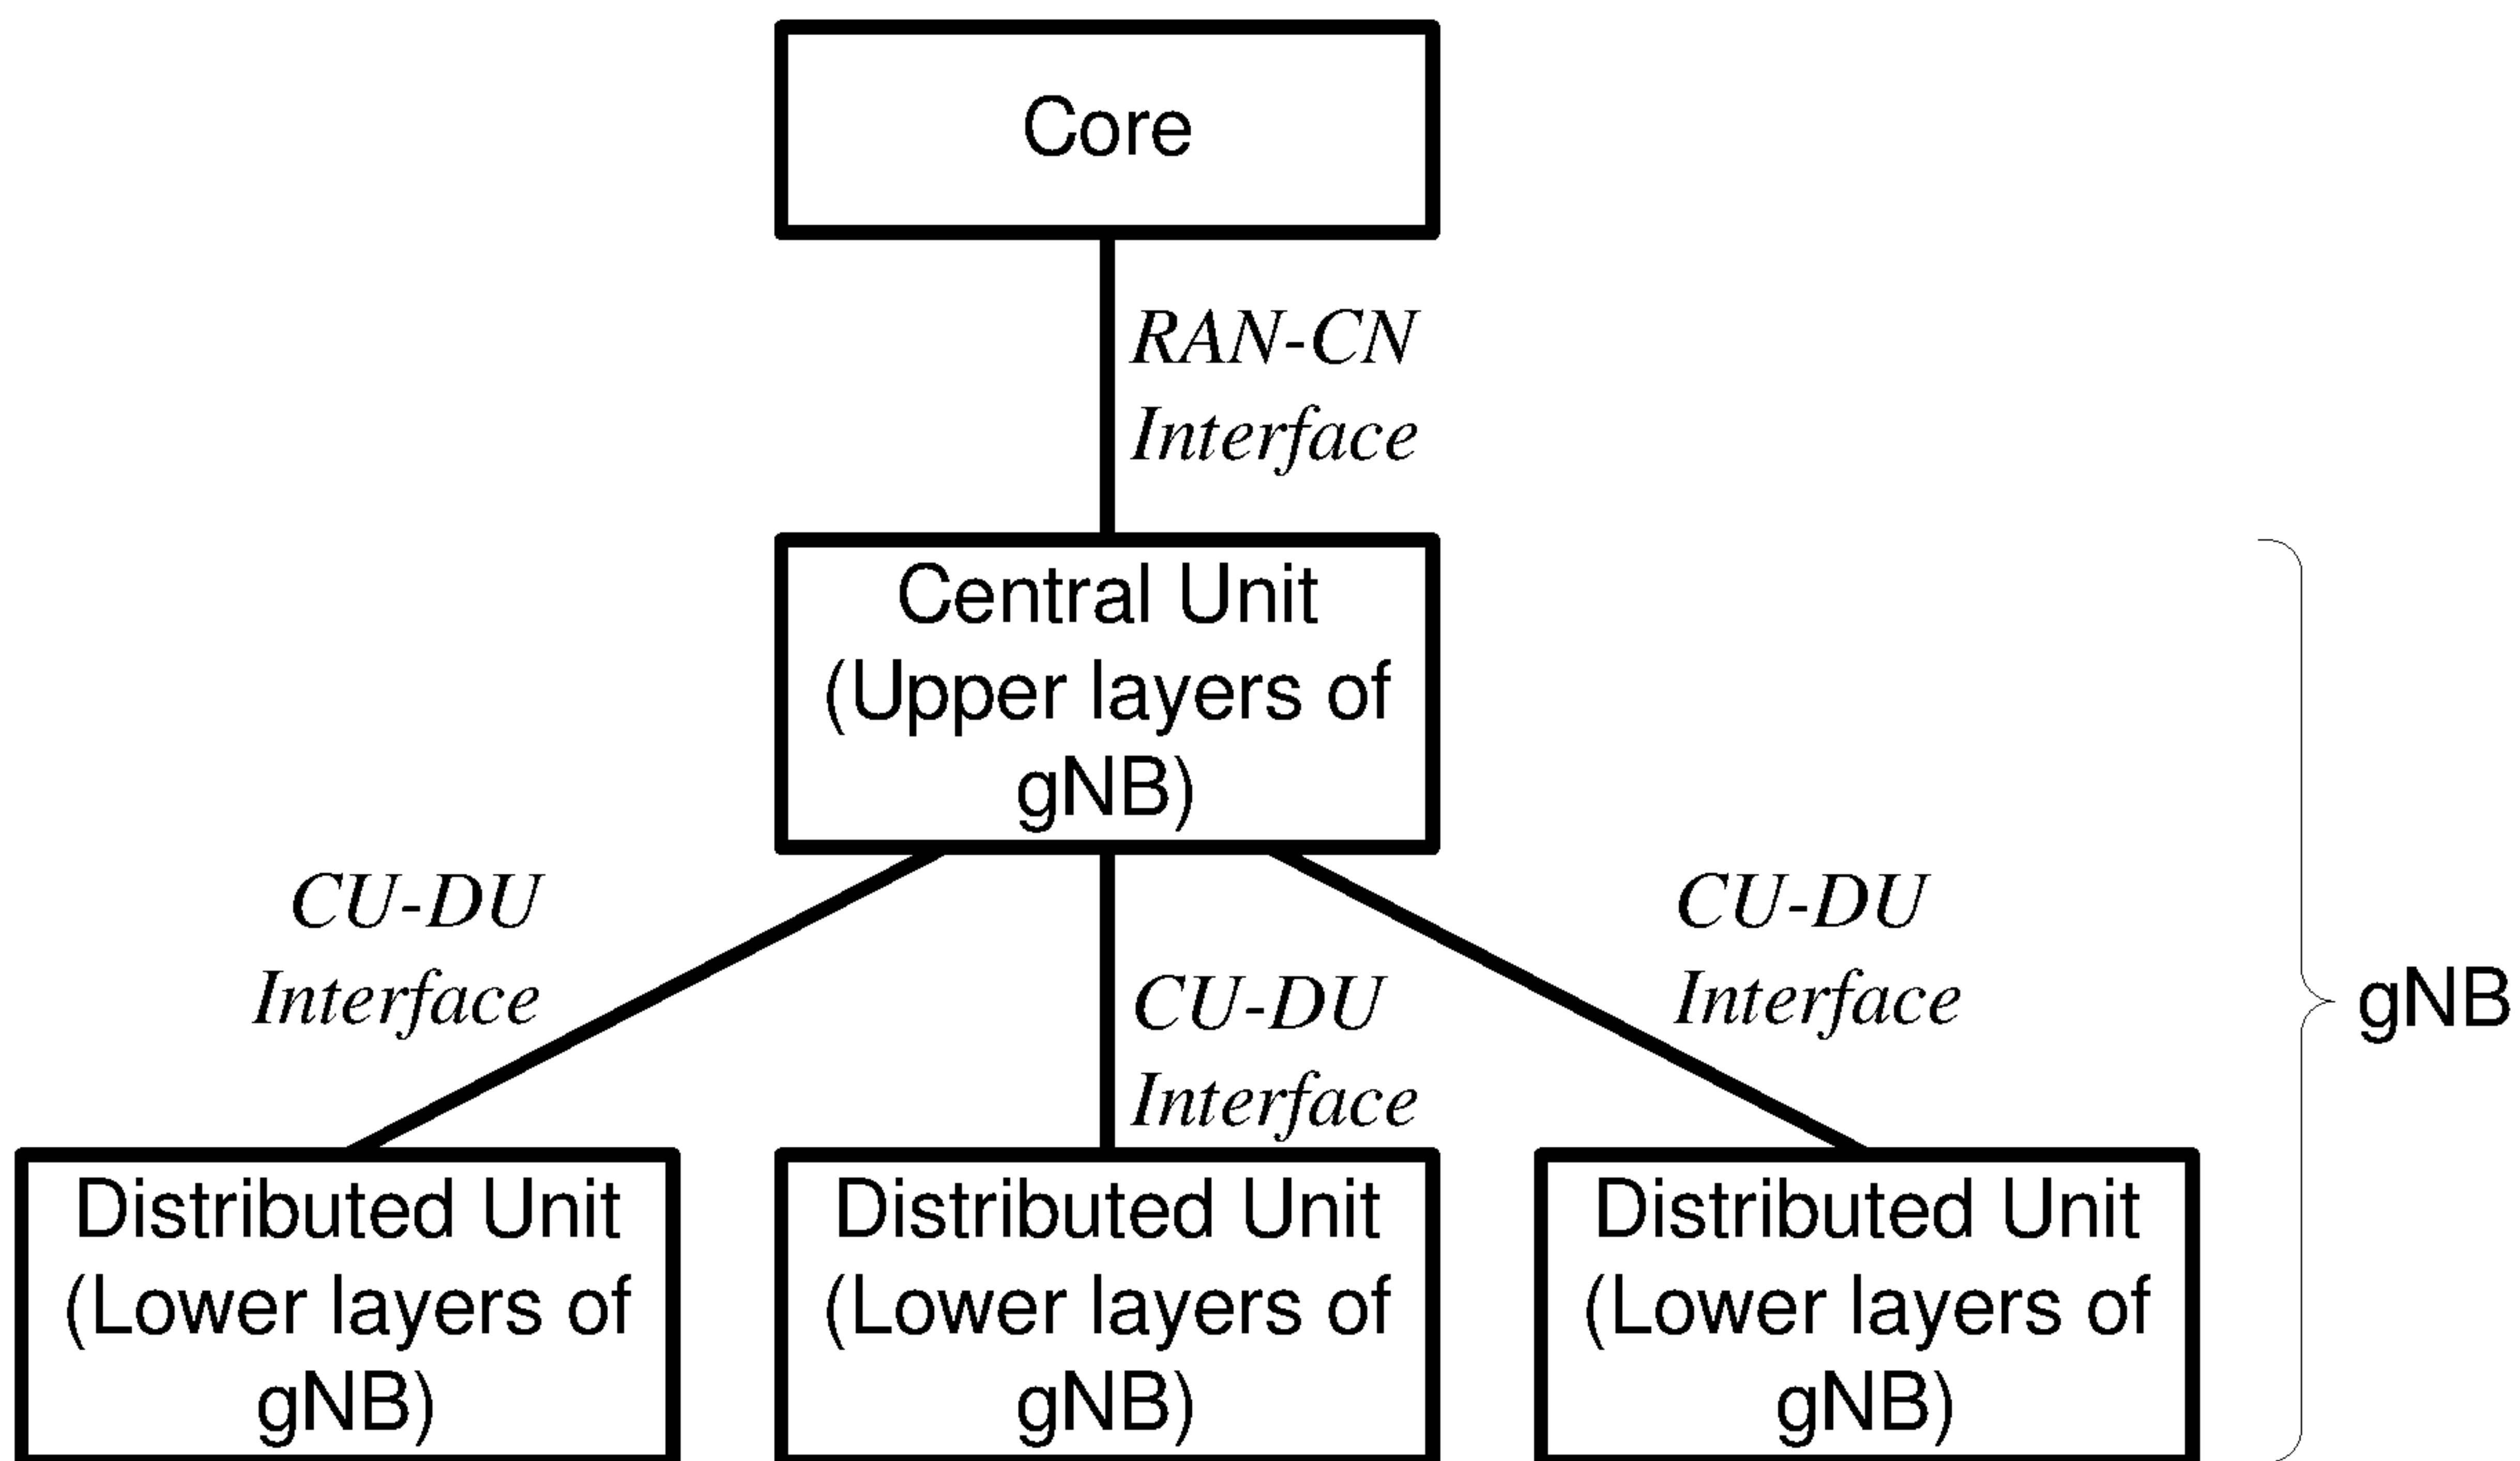 Core
RAN-CN
Interface
Central Unit
(Upper layers of
gNB)
CU-DU
Interface
CU-DU
Interface
CU-DU
Interface
gNB
Distributed Unit
(Lower layers of
gNB)
Distributed Unit
(Lower layers of
gNB)
Distributed Unit
(Lower layers of
gNB)